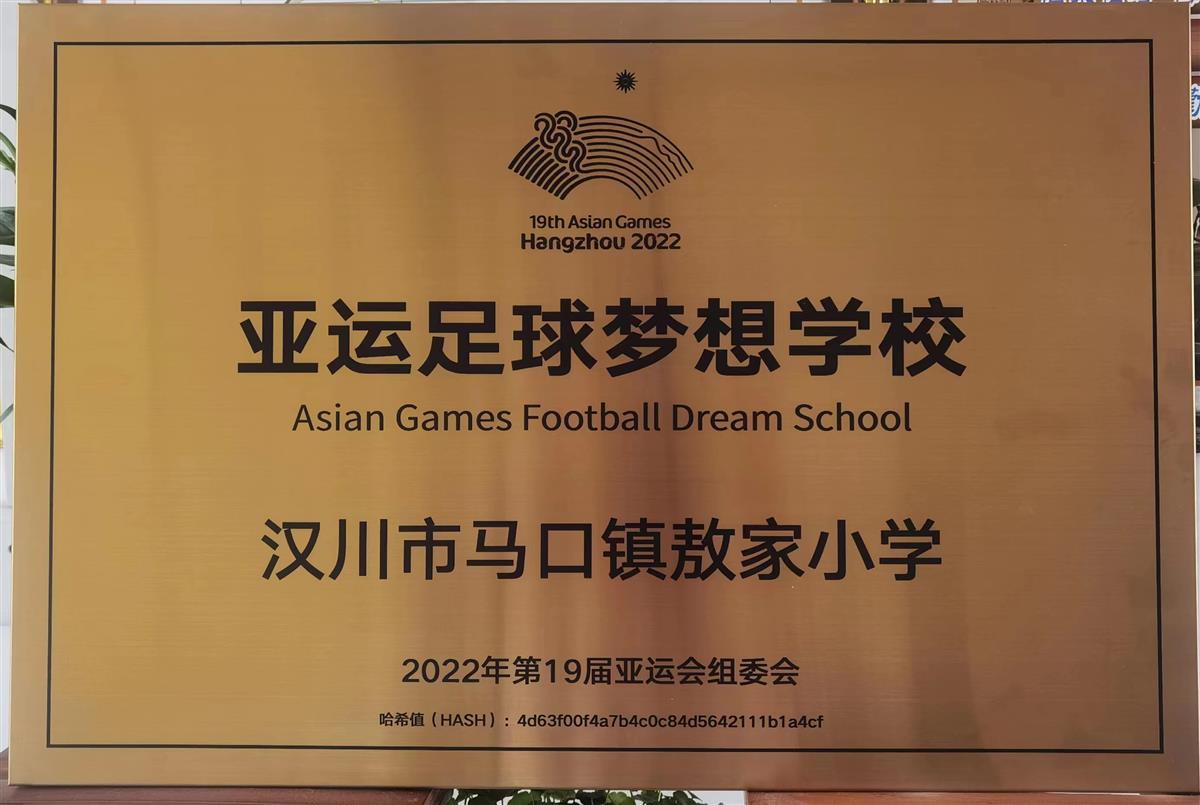 19th Asian Games
Hangzhou 2022
亚运足球梦想学校
Asian Games Football Dream School
汉川市马口镇敖家小学
2022年第19届亚运会组委会
哈希值（HASH）：4d63f00f4a7b4c0c84d5642111b1a4cf